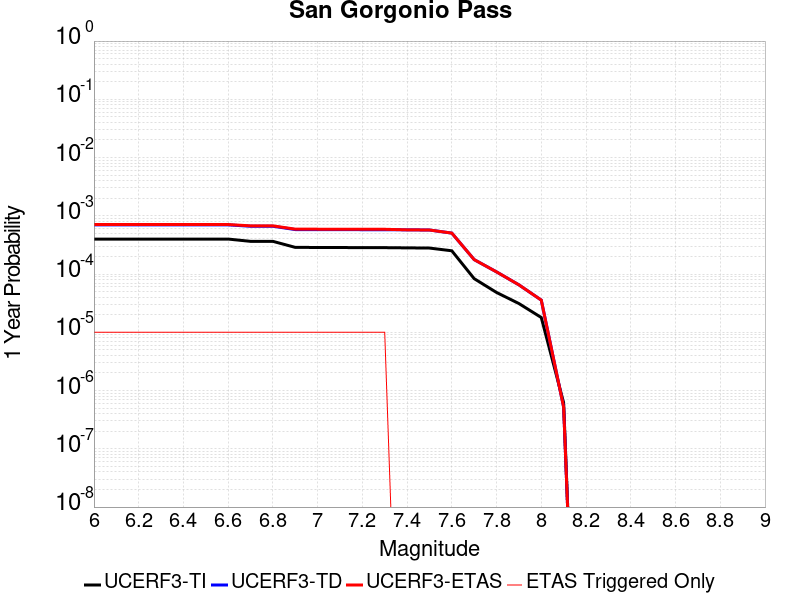 San Gorgonio Pass
10^0
10^-1
10^-2
10^-3
10^-4
10^-5
10^-6
10^-7
10^-8
1 Year Probability
6 6.2 6.4 6.6 6.8 7 7.2 7.4 7.6 7.8 8 8.2 8.4 8.6 8.8 9
Magnitude
UCERF3-TI UCERF3-TD UCERF3-ETAS ETAS Triggered Only